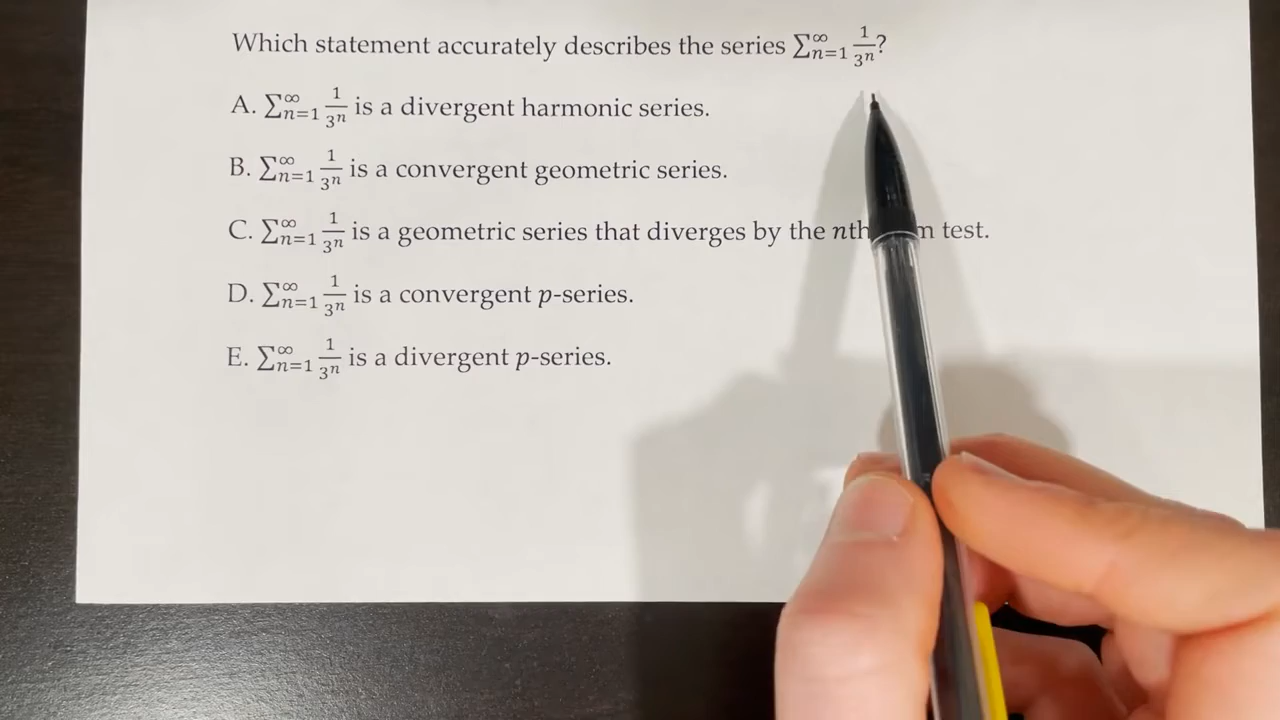 Which statement accurately describes the series ∑_{n=1}^{∞} 1/3ⁿ?
A. ∑_{n=1}^{∞} 1/3ⁿ is a divergent harmonic series.
B. ∑_{n=1}^{∞} 1/3ⁿ is a convergent geometric series.
C. ∑_{n=1}^{∞} 1/3ⁿ is a geometric series that diverges by the nth test.
D. ∑_{n=1}^{∞} 1/3ⁿ is a convergent p-series.
E. ∑_{n=1}^{∞} 1/3ⁿ is a divergent p-series.